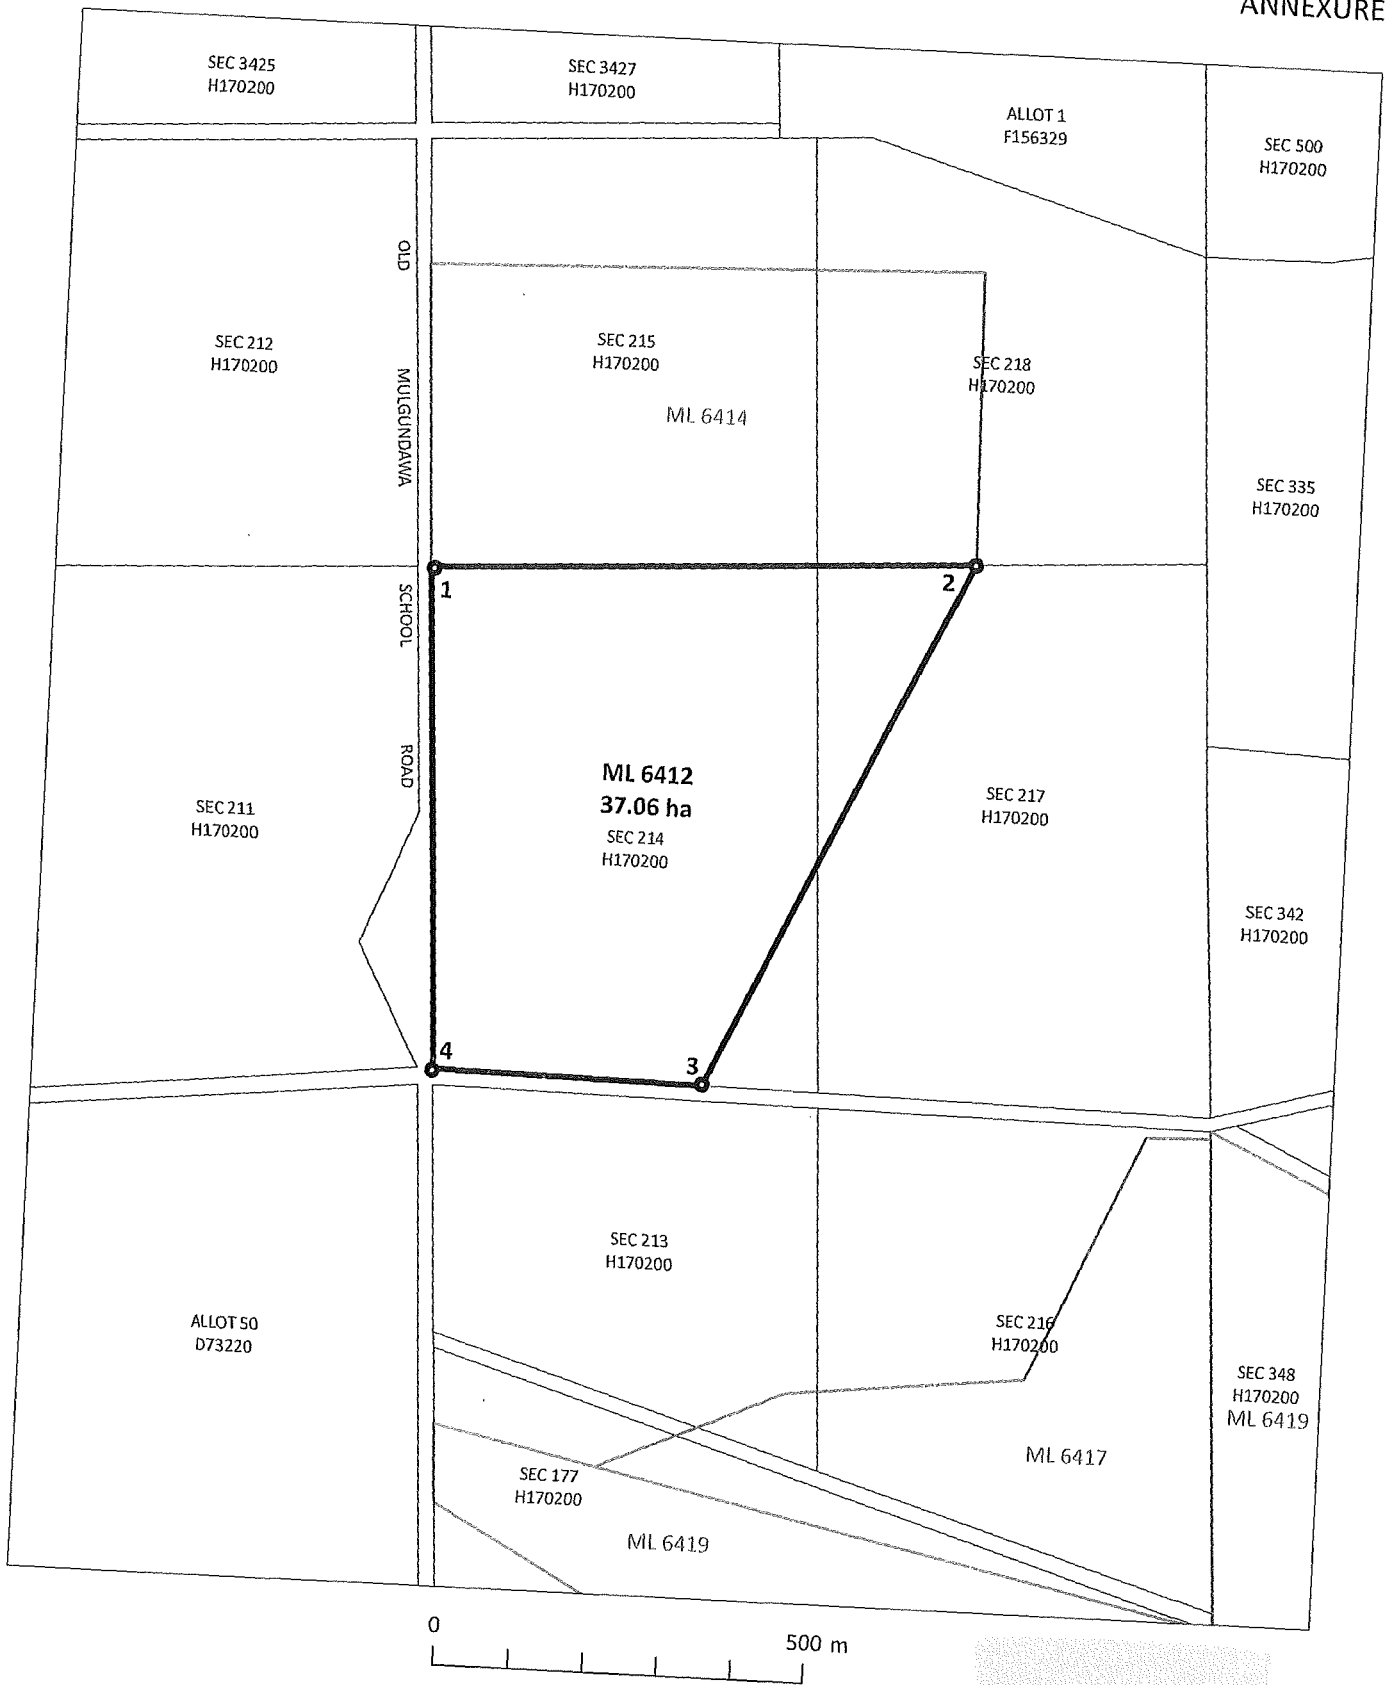 ANNEXURE
SEC 3425
H170200
SEC 3427
H170200
ALLOT 1
F156329
SEC 500
H170200
OLD
MULGUNDAWA
SCHOOL
ROAD
SEC 212
H170200
SEC 215
H170200
ML 6414
SEC 218
H170200
SEC 335
H170200
1
2
ML 6412
37.06 ha
SEC 214
H170200
SEC 211
H170200
SEC 217
H170200
SEC 342
H170200
4
3
SEC 213
H170200
ALLOT 50
D73220
SEC 216
H170200
SEC 348
H170200
ML 6419
ML 6417
SEC 177
H170200
ML 6419
0
500 m